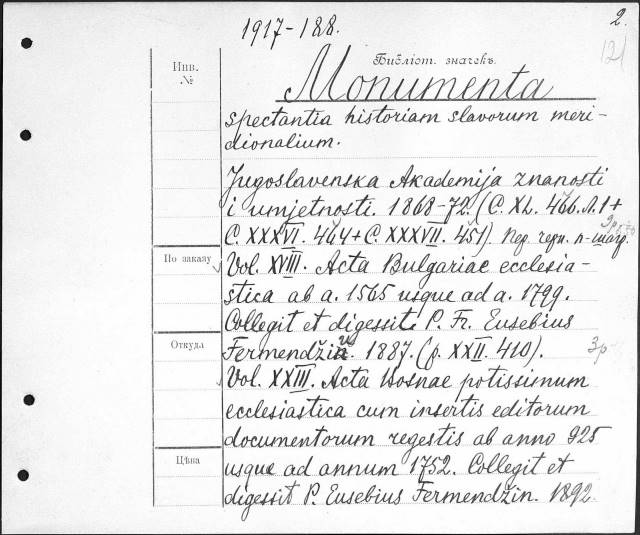 1917-188.
2.
121
Инв. №
Библіот. значекъ.
Monumenta
spectantia historiam slavorum meri-
dionalium.
Jugoslavenska Akademija znanosti
i umjetnosti. 1868-72. (C. XL. 466. Л. 1 +
C. XXXVI. 464 + C. XXXVII. 451)
По заказу
Vol. XVIII. Acta Bulgariae ecclesia-
stica ab a. 1565 usque ad a. 1799.
Collegit et digessit P. Fr. Eusebius
Откуда
Fermendžin. 1887. (p. XXII. 410). 3p
Vol. XXIII. Acta Bosnae potissimum
ecclesiastica cum insertis editorum
documentorum regestis ab anno 925
Цѣна
usque ad annum 1752. Collegit et
digessit P. Eusebius Fermendžin. 1892.